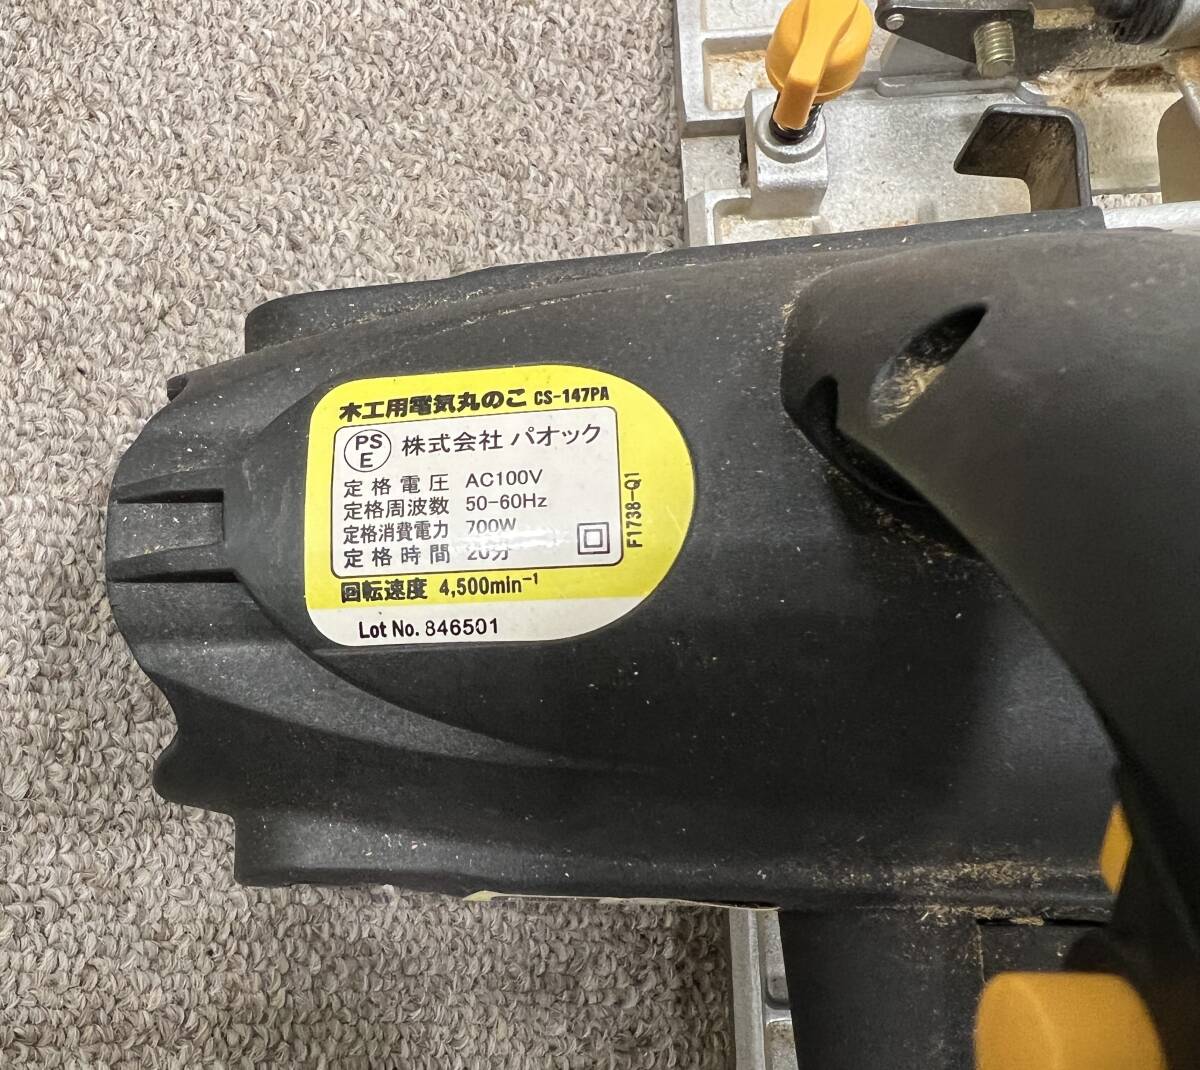 木工用電気丸のこ CS-147PA
PS
E
株式会社 パオック
定格電圧 AC100V
定格周波数 50-60Hz
定格消費電力 700W
定格時間 20分
回転速度 4,500min⁻¹
Lot No. 846501
F1738-Q1